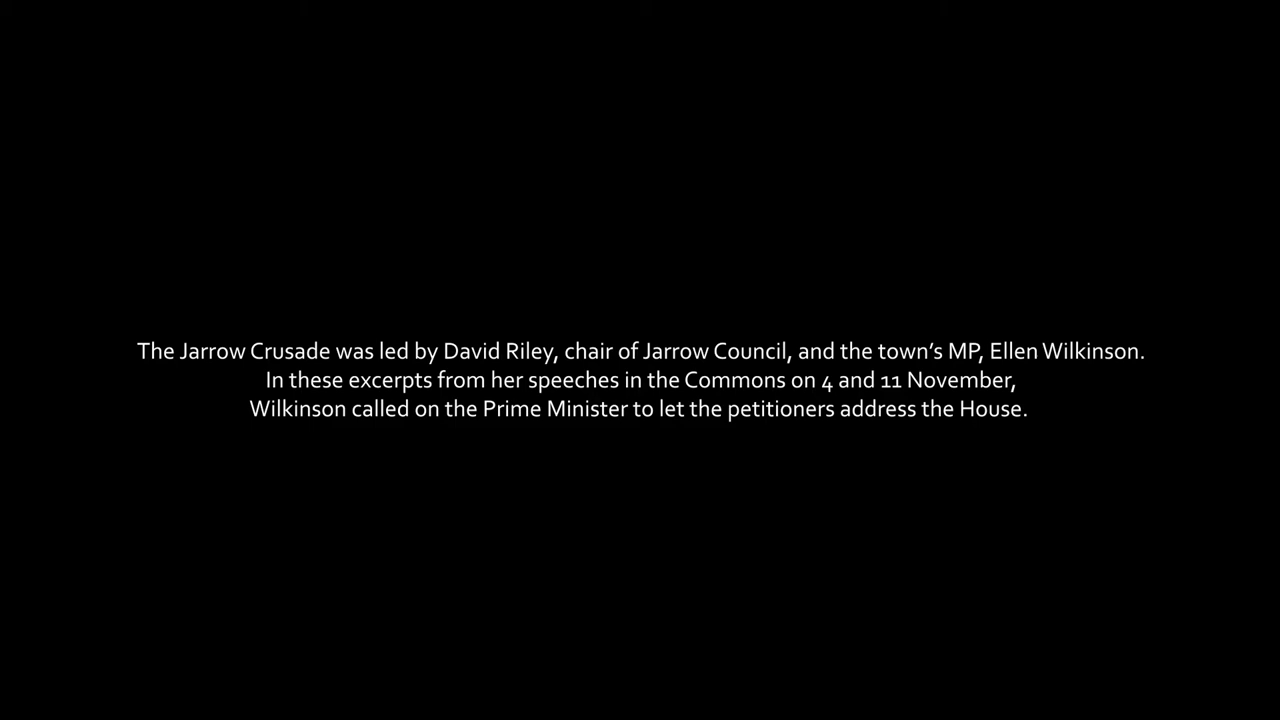 The Jarrow Crusade was led by David Riley, chair of Jarrow Council, and the town’s MP, Ellen Wilkinson.
In these excerpts from her speeches in the Commons on 4 and 11 November,
Wilkinson called on the Prime Minister to let the petitioners address the House.